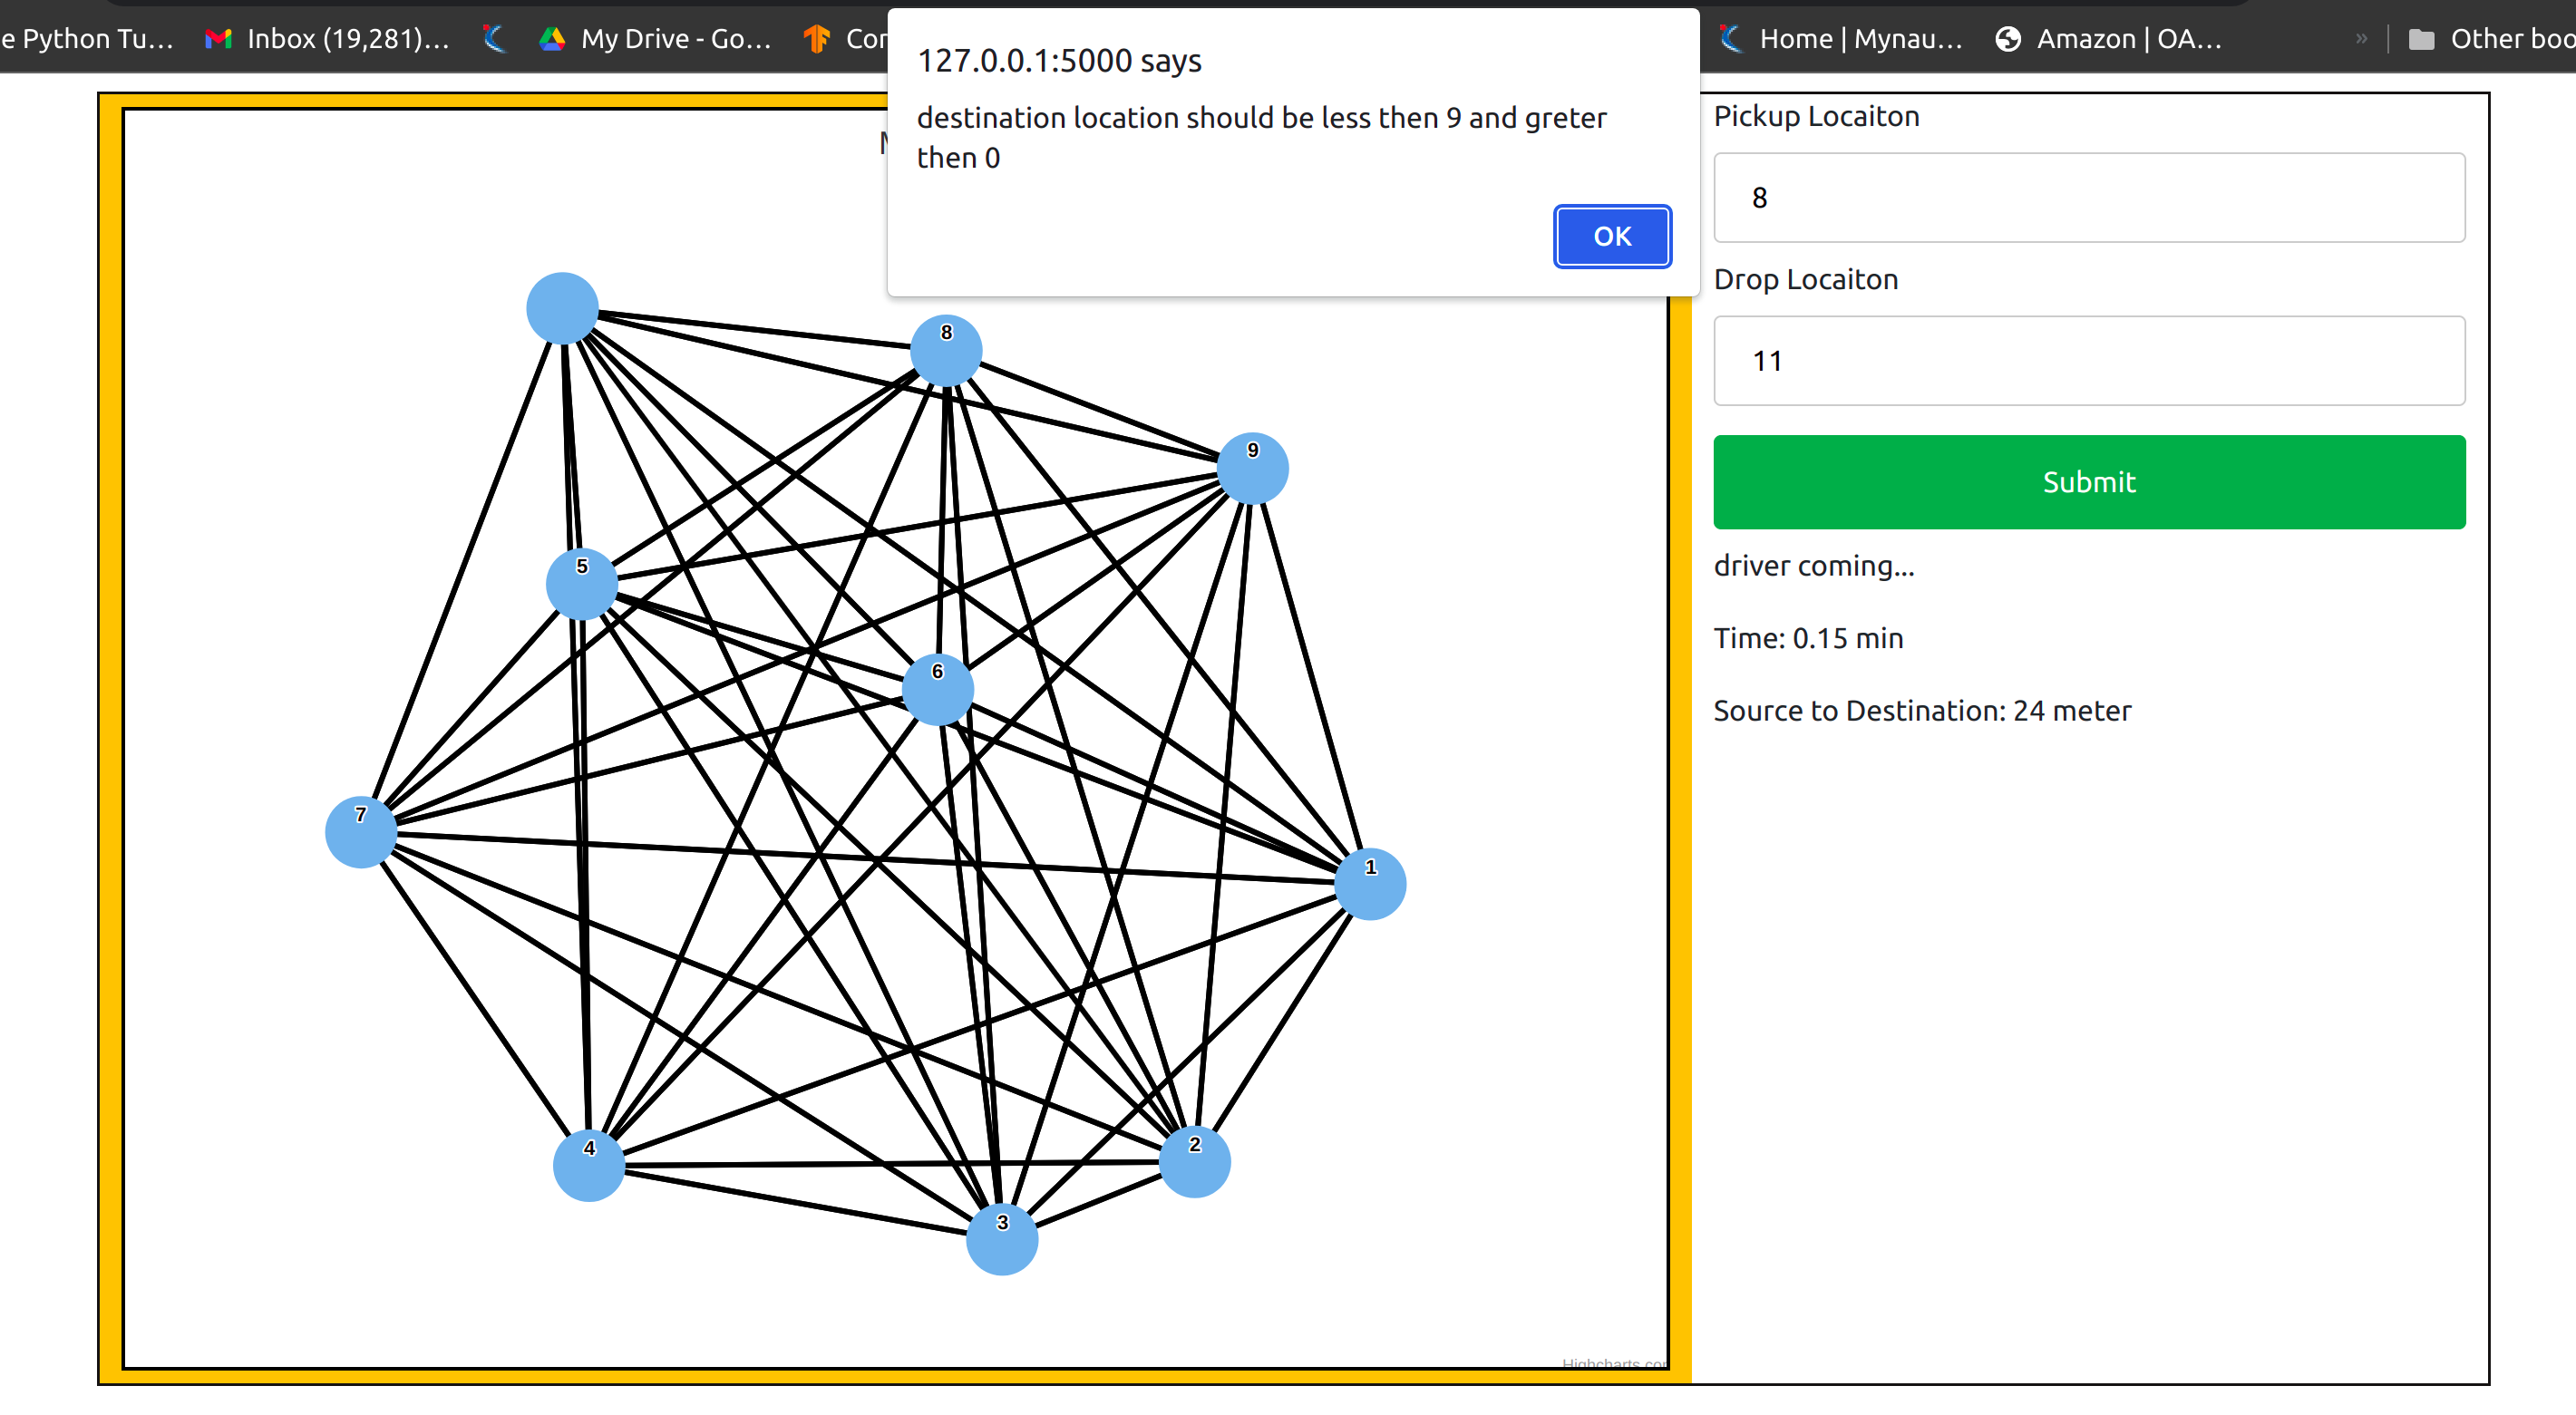 e Python Tu...
Inbox (19,281)...
My Drive - Go...
Cor
Home | Mynau...
Amazon | OA...
»
Other boo
127.0.0.1:5000 says
destination location should be less then 9 and greter
then 0
OK
Pickup Locaiton
8
Drop Locaiton
11
Submit
driver coming...
Time: 0.15 min
Source to Destination: 24 meter
8
9
5
6
7
1
4
2
3
Highcharts.com